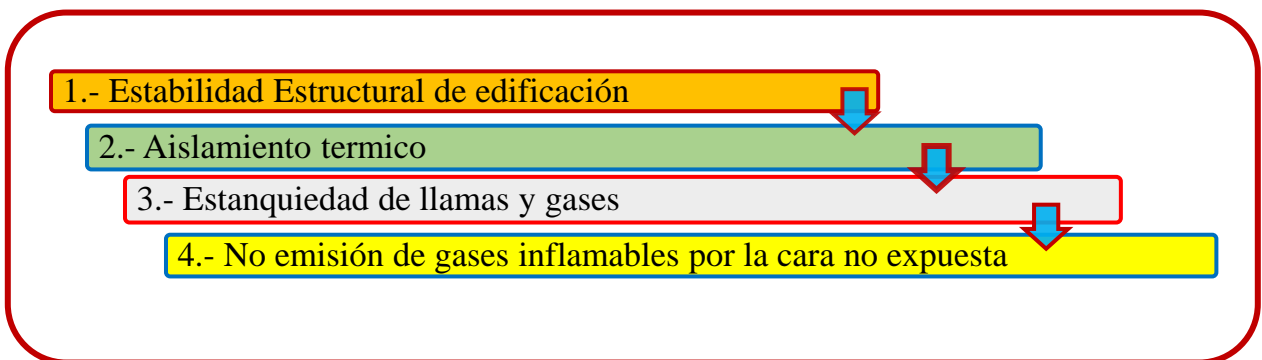 1.- Estabilidad Estructural de edificación
2.- Aislamiento termico
3.- Estanquiedad de llamas y gases
4.- No emisión de gases inflamables por la cara no expuesta